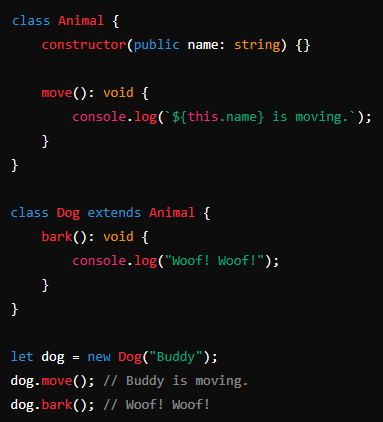 class Animal {
    constructor(public name: string) {}

    move(): void {
        console.log(`${this.name} is moving.`);
    }
}

class Dog extends Animal {
    bark(): void {
        console.log("Woof! Woof!");
    }
}

let dog = new Dog("Buddy");
dog.move(); // Buddy is moving.
dog.bark(); // Woof! Woof!